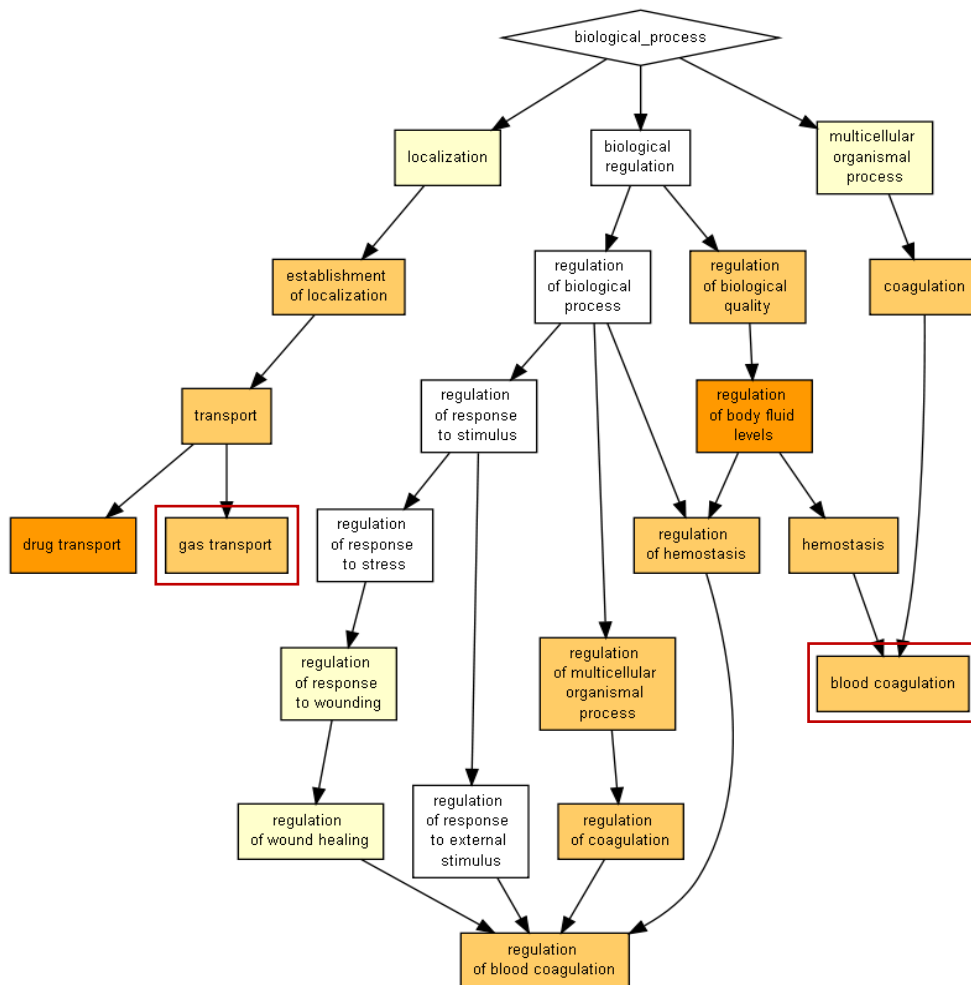 biological_process
localization
biological
regulation
multicellular
organismal
process
establishment
of localization
regulation
of biological
process
regulation
of biological
quality
coagulation
transport
regulation
of response
to stimulus
regulation
of body fluid
levels
drug transport
gas transport
regulation
of response
to stress
regulation
of hemostasis
hemostasis
regulation
of response
to wounding
regulation
of multicellular
organismal
process
blood coagulation
regulation
of wound healing
regulation
of response
to external
stimulus
regulation
of coagulation
regulation
of blood coagulation